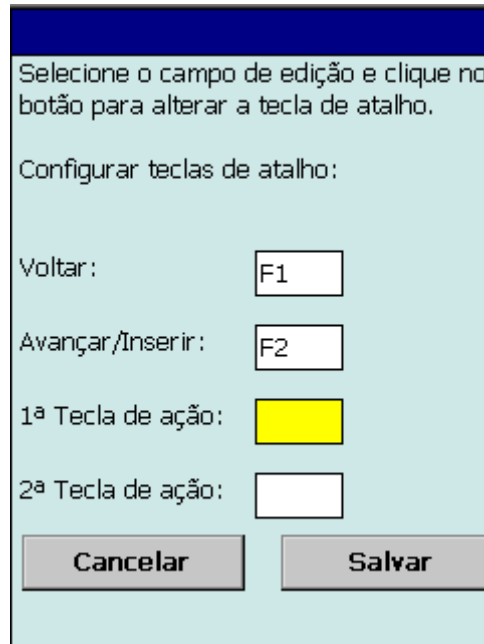 Selecione o campo de edição e clique no
botão para alterar a tecla de atalho.
Configurar teclas de atalho:
Voltar: F1
Avançar/Inserir: F2
1ª Tecla de ação:
2ª Tecla de ação:
Cancelar Salvar